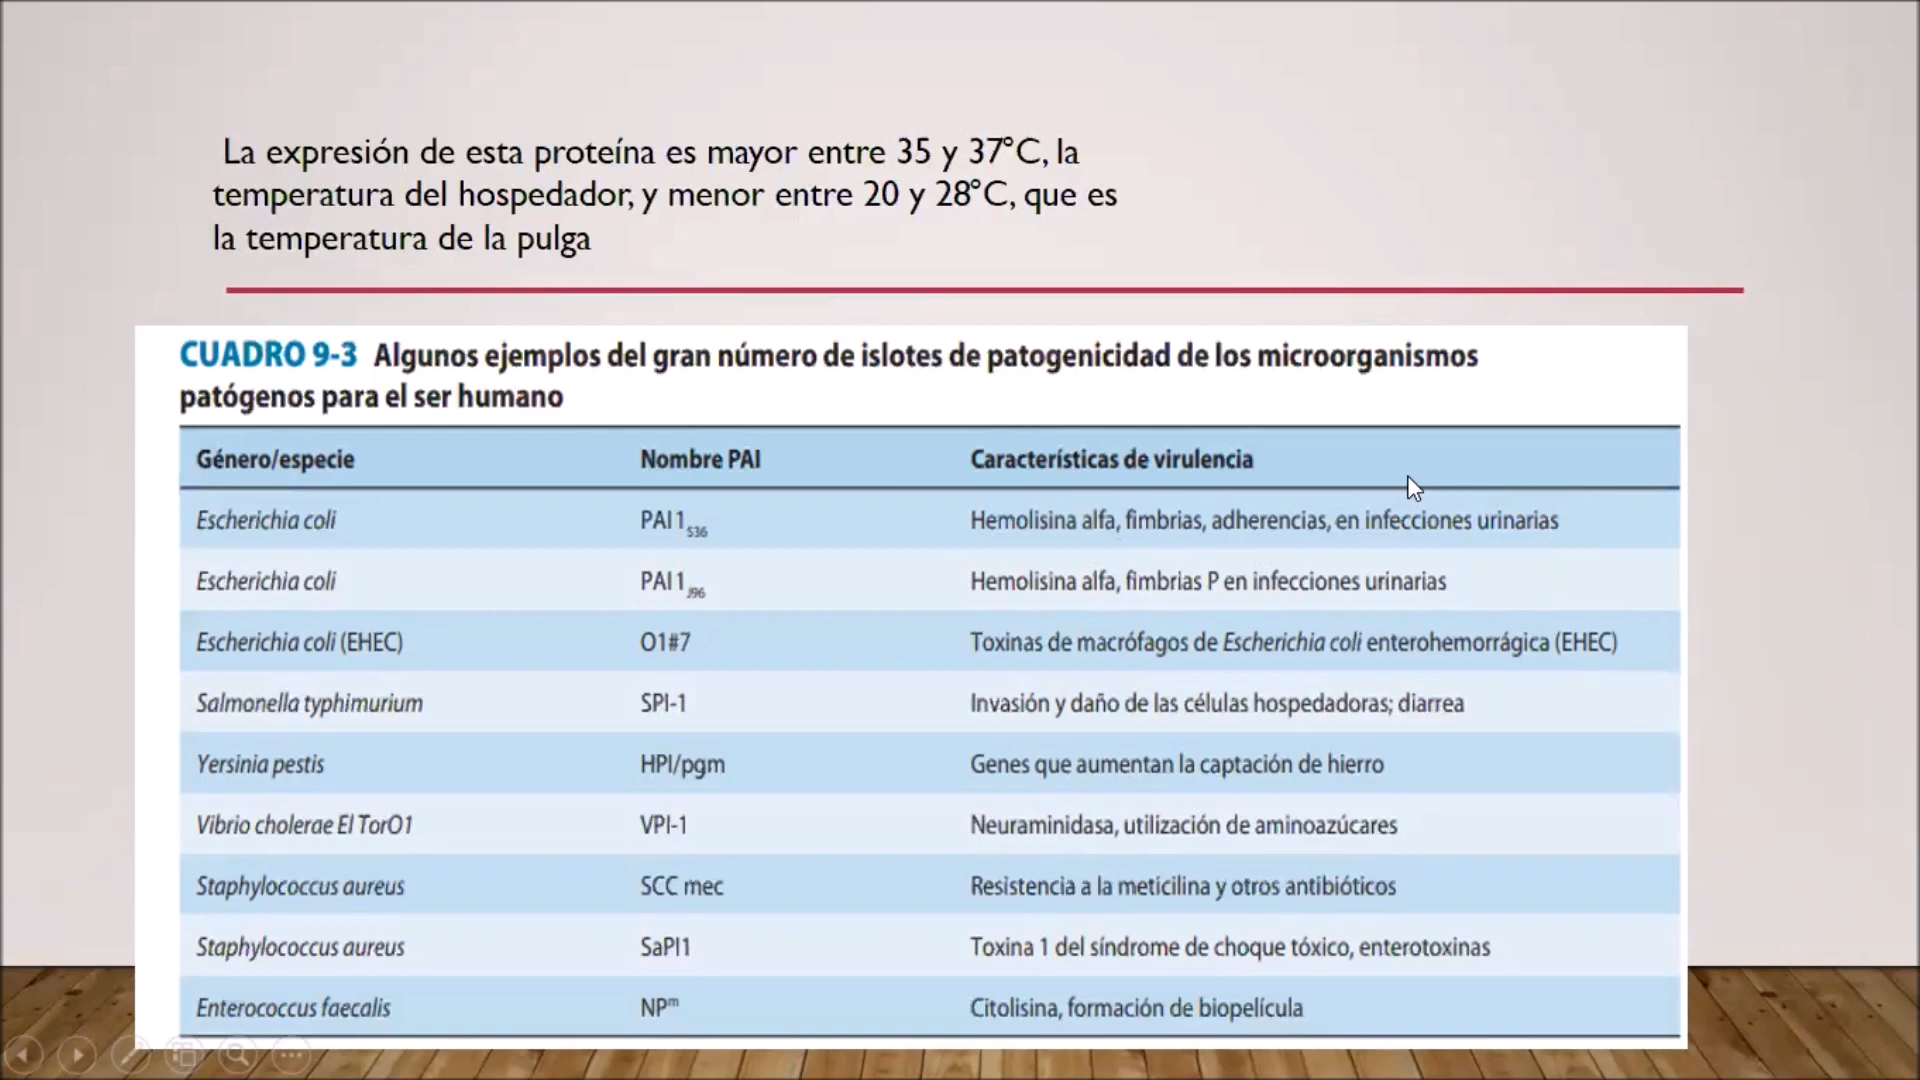 La expresión de esta proteína es mayor entre 35 y 37°C, la
temperatura del hospedador, y menor entre 20 y 28°C, que es
la temperatura de la pulga
CUADRO 9-3 Algunos ejemplos del gran número de islotes de patogenicidad de los microorganismos
patógenos para el ser humano
Género/especie Nombre PAI Características de virulencia
Escherichia coli PAI 1536 Hemolisina alfa, fimbrias, adherencias, en infecciones urinarias
Escherichia coli PAI 1J96 Hemolisina alfa, fimbrias P en infecciones urinarias
Escherichia coli (EHEC) O1#7 Toxinas de macrófagos de Escherichia coli enterohemorrágica (EHEC)
Salmonella typhimurium SPI-1 Invasión y daño de las células hospedadoras; diarrea
Yersinia pestis HPI/pgm Genes que aumentan la captación de hierro
Vibrio cholerae El TorO1 VPI-1 Neuraminidasa, utilización de aminoazúcares
Staphylococcus aureus SCC mec Resistencia a la meticilina y otros antibióticos
Staphylococcus aureus SaPI1 Toxina 1 del síndrome de choque tóxico, enterotoxinas
Enterococcus faecalis NPm Citolisina, formación de biopelícula